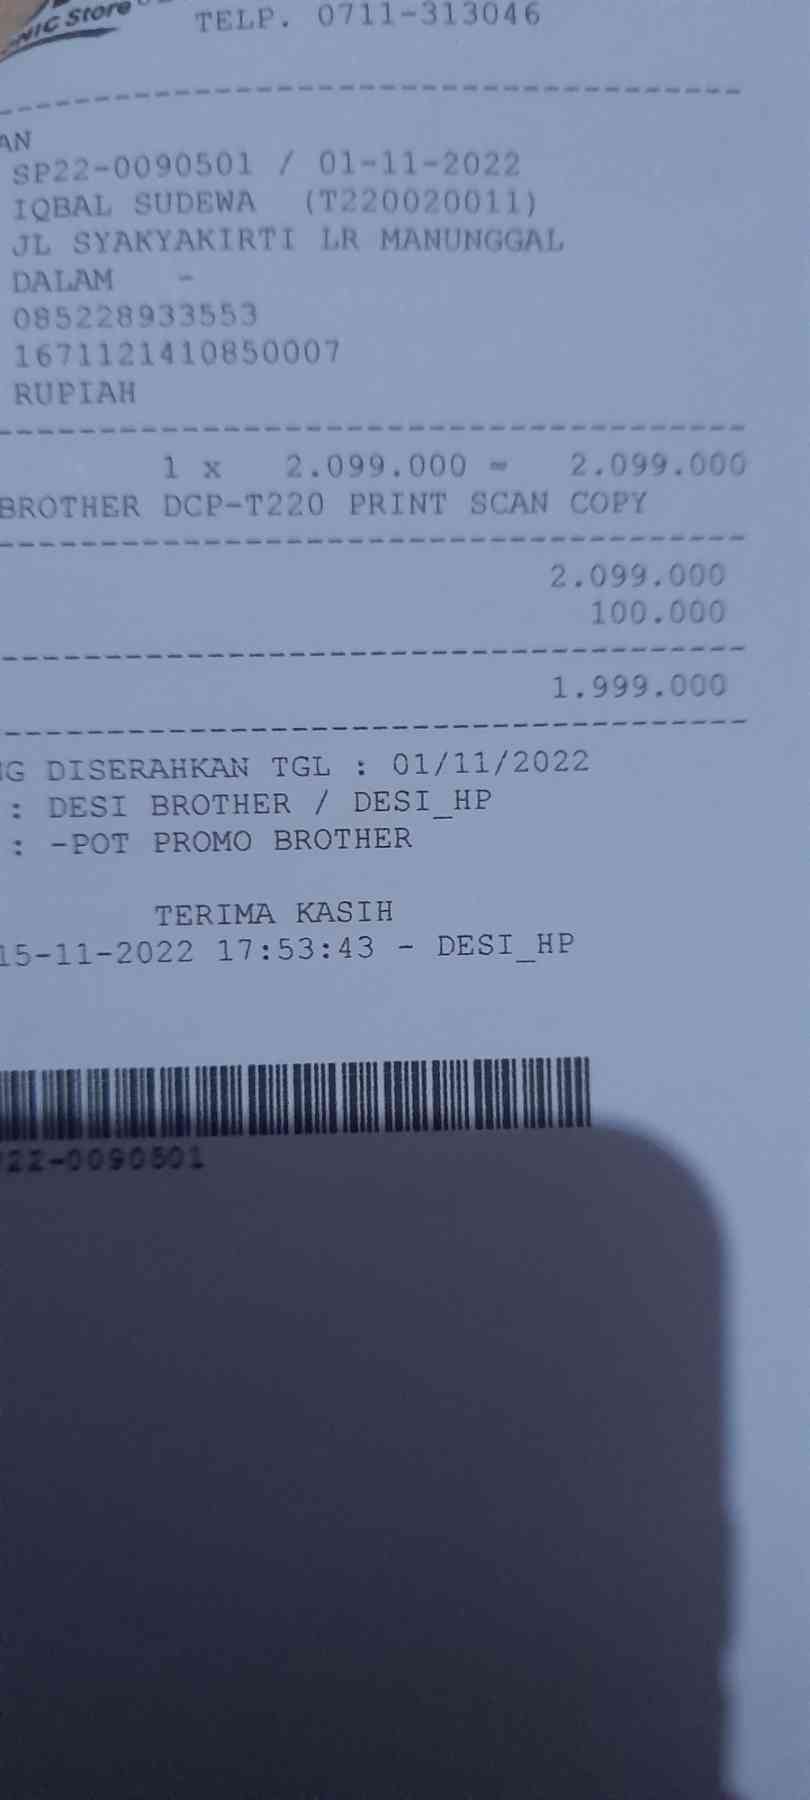 NIC Store
TELP. 0711-313046
AN
SP22-0090501 / 01-11-2022
IQBAL SUDEWA (T220020011)
JL SYAKYAKIRTI LR MANUNGGAL
DALAM -
085228933553
1671121410850007
RUPIAH
1 x 2.099.000 = 2.099.000
BROTHER DCP-T220 PRINT SCAN COPY
2.099.000
100.000
1.999.000
NG DISERAHKAN TGL : 01/11/2022
: DESI BROTHER / DESI_HP
: -POT PROMO BROTHER
TERIMA KASIH
15-11-2022 17:53:43 - DESI_HP
22-0090501